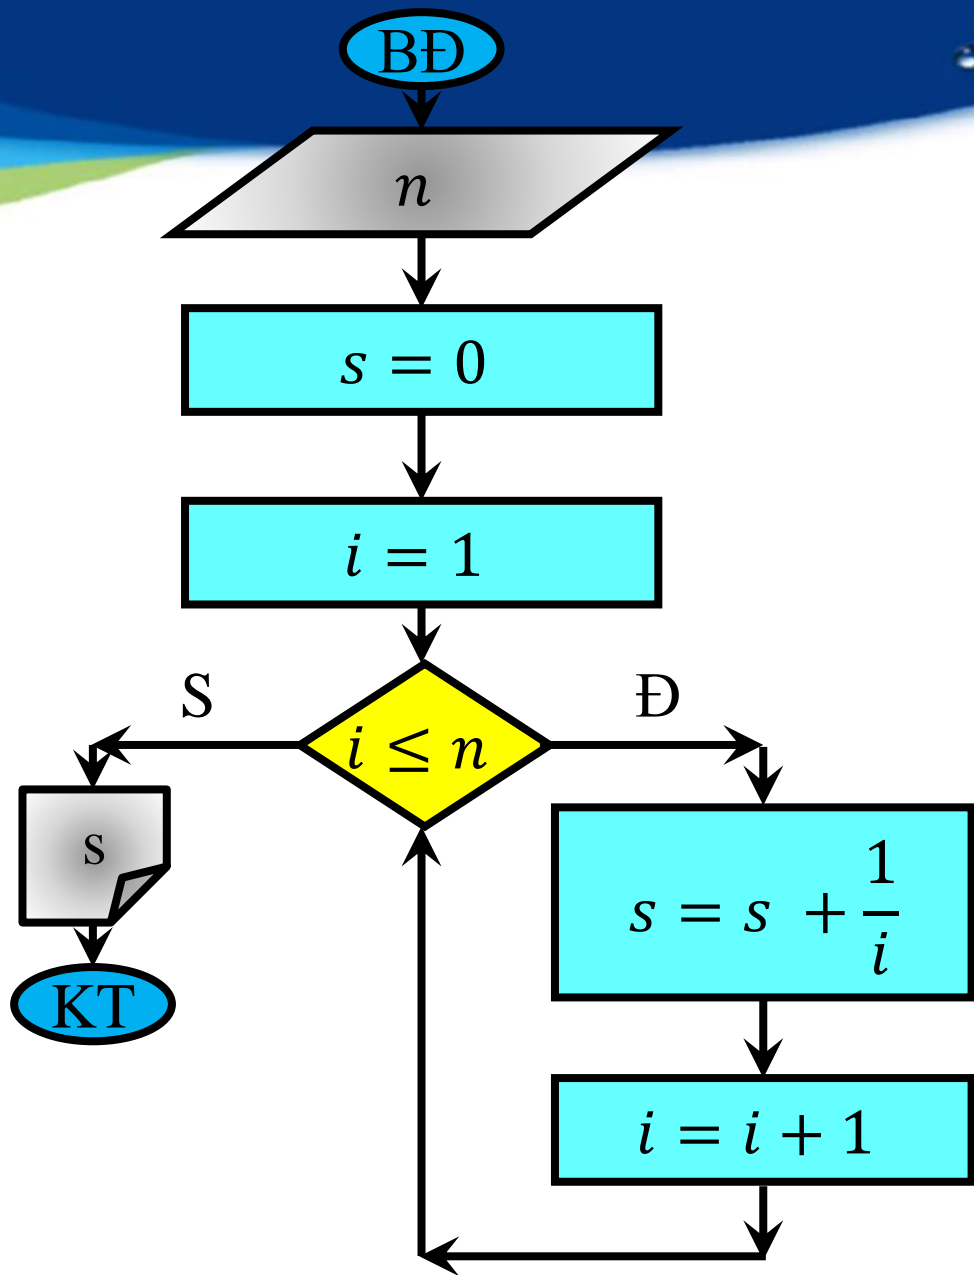 BĐ
n
s = 0
i = 1
S
i ≤ n
Đ
s
s = s + 1/i
KT
i = i + 1